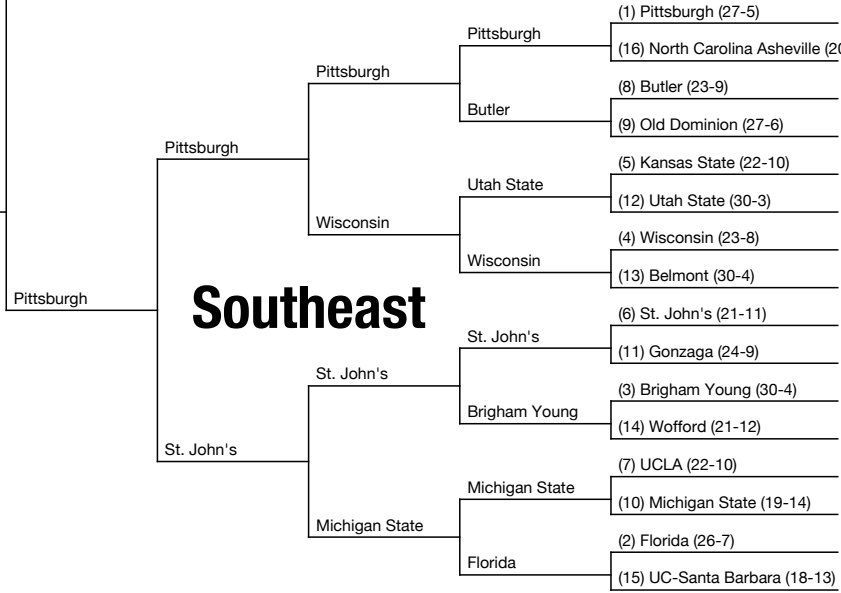 (1) Pittsburgh (27-5)
Pittsburgh
(16) North Carolina Asheville (20
Pittsburgh
(8) Butler (23-9)
Butler
(9) Old Dominion (27-6)
Pittsburgh
(5) Kansas State (22-10)
Utah State
(12) Utah State (30-3)
Wisconsin
(4) Wisconsin (23-8)
Wisconsin
(13) Belmont (30-4)
Pittsburgh
Southeast
(6) St. John's (21-11)
St. John's
(11) Gonzaga (24-9)
St. John's
(3) Brigham Young (30-4)
Brigham Young
(14) Wofford (21-12)
St. John's
(7) UCLA (22-10)
Michigan State
(10) Michigan State (19-14)
Michigan State
(2) Florida (26-7)
Florida
(15) UC-Santa Barbara (18-13)